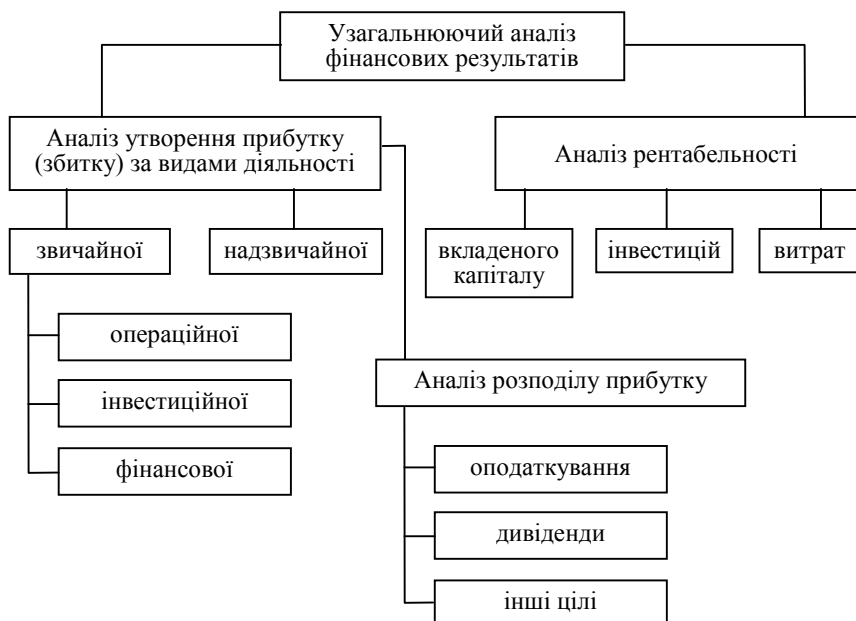 Узагальнюючий аналіз
фінансових результатів
Аналіз утворення прибутку
(збитку) за видами діяльності
Аналіз рентабельності
звичайної
надзвичайної
вкладеного
капіталу
інвестицій
витрат
операційної
інвестиційної
фінансової
Аналіз розподілу прибутку
оподаткування
дивіденди
інші цілі